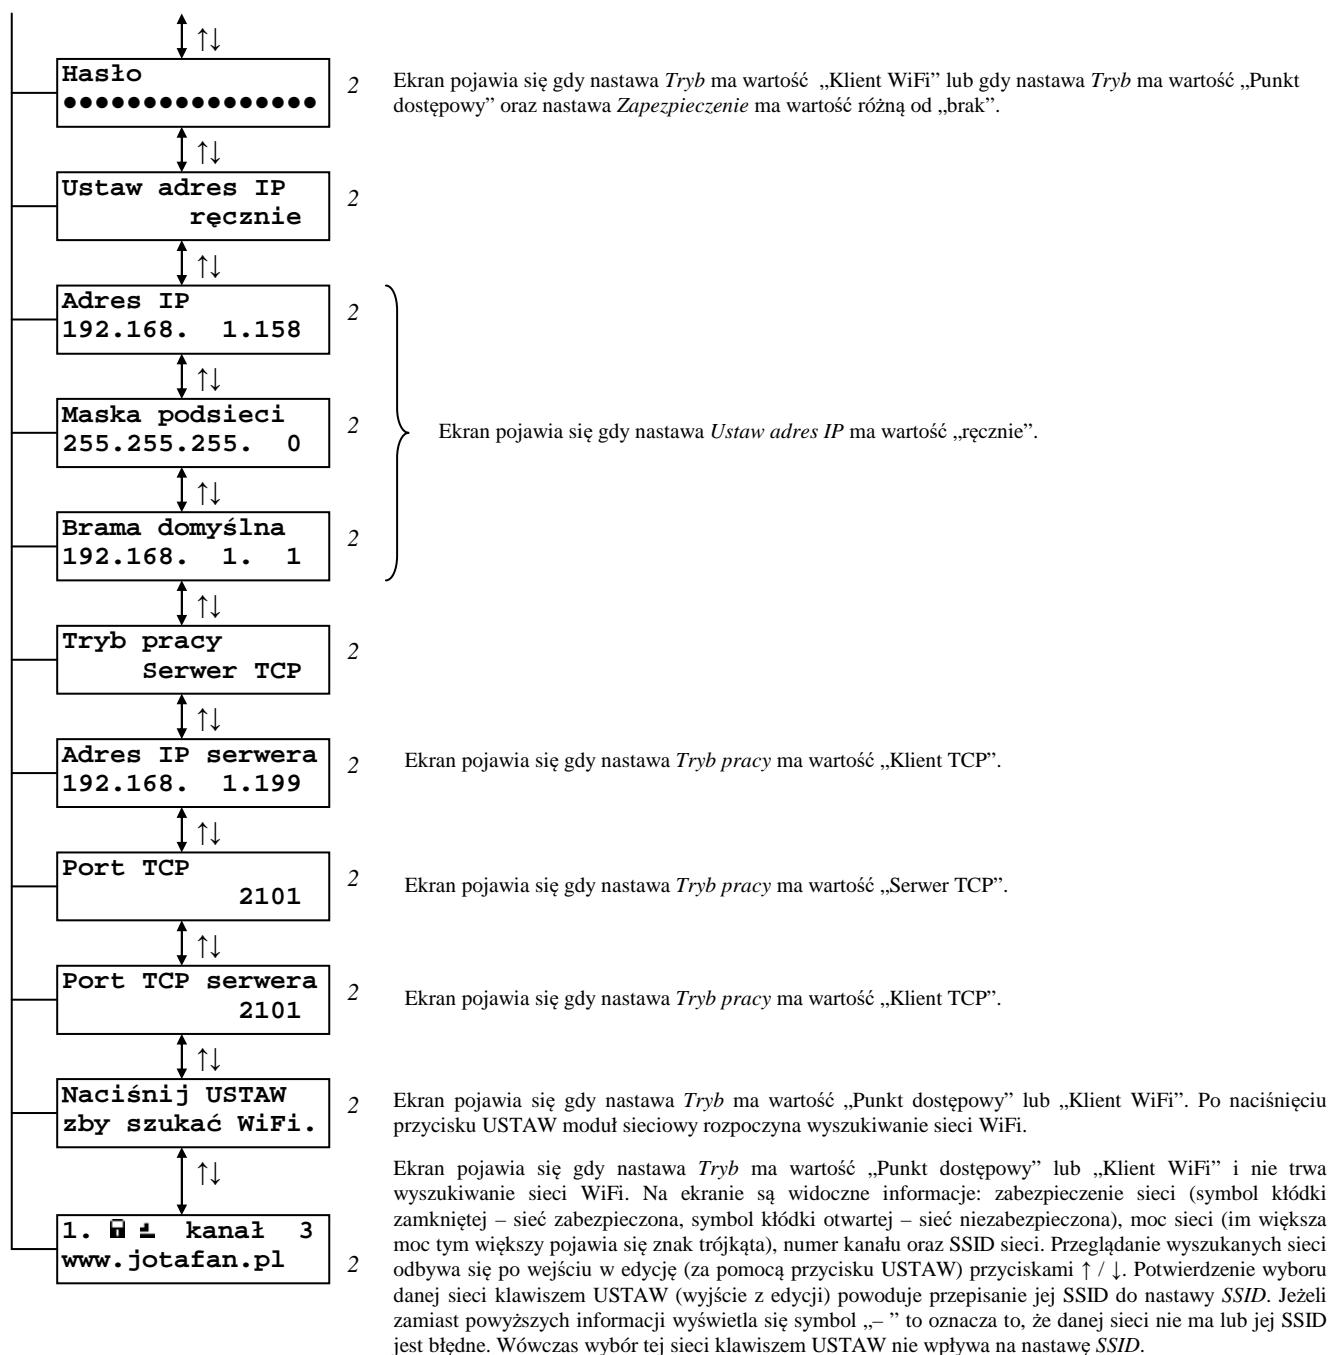 ↑↓
Hasło
●●●●●●●●●●●●●●●●
2
Ekran pojawia się gdy nastawa Tryb ma wartość „Klient WiFi” lub gdy nastawa Tryb ma wartość „Punkt
dostępowy” oraz nastawa Zapezpieczenie ma wartość różną od „brak”.
↑↓
Ustaw adres IP
ręcznie
2
↑↓
Adres IP
192.168. 1.158
2
↑↓
Maska podsieci
255.255.255. 0
2
Ekran pojawia się gdy nastawa Ustaw adres IP ma wartość „ręcznie”.
↑↓
Brama domyślna
192.168. 1. 1
2
↑↓
Tryb pracy
Serwer TCP
2
↑↓
Adres IP serwera
192.168. 1.199
2
Ekran pojawia się gdy nastawa Tryb pracy ma wartość „Klient TCP”.
↑↓
Port TCP
2101
2
Ekran pojawia się gdy nastawa Tryb pracy ma wartość „Serwer TCP”.
↑↓
Port TCP serwera
2101
2
Ekran pojawia się gdy nastawa Tryb pracy ma wartość „Klient TCP”.
↑↓
Naciśnij USTAW
zby szukać WiFi.
2
Ekran pojawia się gdy nastawa Tryb ma wartość „Punkt dostępowy” lub „Klient WiFi”. Po naciśnięciu
przycisku USTAW moduł sieciowy rozpoczyna wyszukiwanie sieci WiFi.
↑↓
1. kanał 3
www.jotafan.pl
2
Ekran pojawia się gdy nastawa Tryb ma wartość „Punkt dostępowy” lub „Klient WiFi” i nie trwa
wyszukiwanie sieci WiFi. Na ekranie są widoczne informacje: zabezpieczenie sieci (symbol kłódki
zamkniętej – sieć zabezpieczona, symbol kłódki otwartej – sieć niezabezpieczona), moc sieci (im większa
moc tym większy pojawia się znak trójkąta), numer kanału oraz SSID sieci. Przeglądanie wyszukanych sieci
odbywa się po wejściu w edycję (za pomocą przycisku USTAW) przyciskami ↑ / ↓. Potwierdzenie wyboru
danej sieci klawiszem USTAW (wyjście z edycji) powoduje przepisanie jej SSID do nastawy SSID. Jeżeli
zamiast powyższych informacji wyświetla się symbol „– ” to oznacza to, że danej sieci nie ma lub jej SSID
jest błędne. Wówczas wybór tej sieci klawiszem USTAW nie wpływa na nastawę SSID.